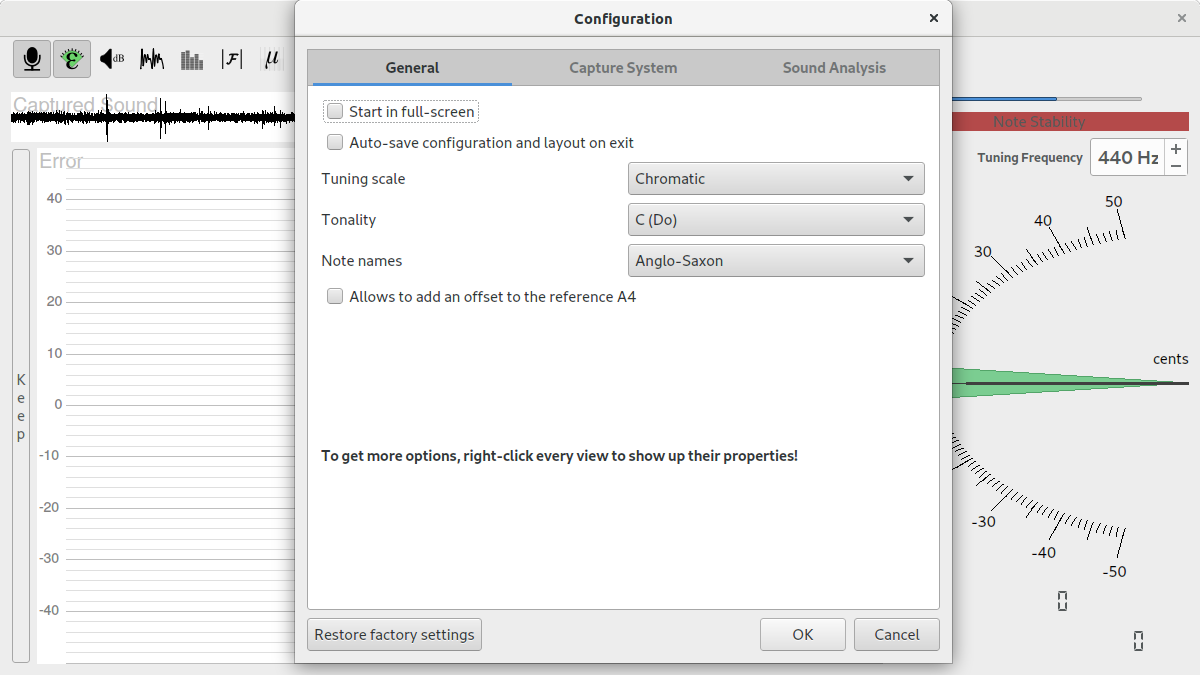 Configuration
General
Capture System
Sound Analysis
Start in full-screen
Auto-save configuration and layout on exit
Tuning scale
Chromatic
Tonality
C (Do)
Note names
Anglo-Saxon
Allows to add an offset to the reference A4
To get more options, right-click every view to show up their properties!
Restore factory settings
OK
Cancel
dB
|F|
μ
Captured Sound
Keep
Error
40
30
20
10
0
-10
-20
-30
-40
Note Stability
Tuning Frequency
440 Hz
50
40
30
cents
-30
-40
-50
0
0